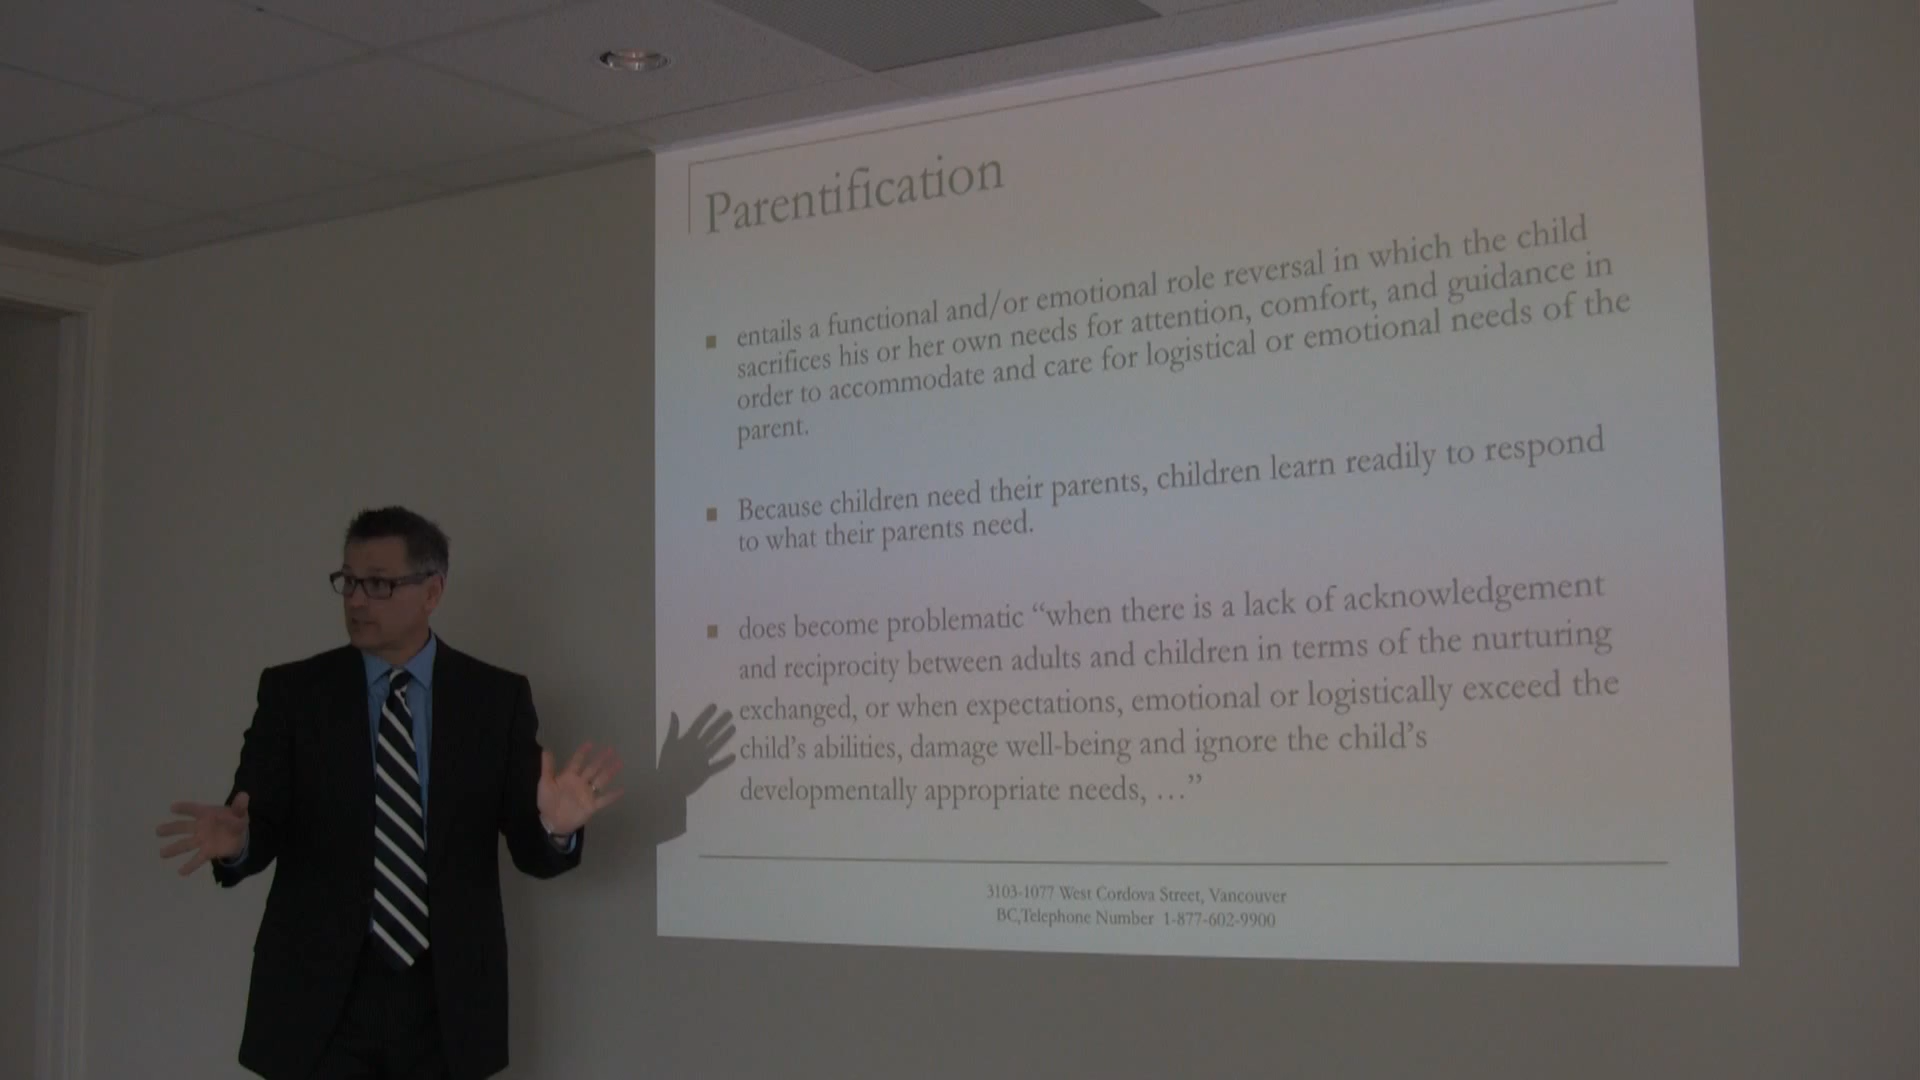 Parentification
entails a functional and/or emotional role reversal in which the child
sacrifices his or her own needs for attention, comfort, and guidance in
order to accommodate and care for logistical or emotional needs of the
parent.
Because children need their parents, children learn readily to respond
to what their parents need.
does become problematic “when there is a lack of acknowledgement
and reciprocity between adults and children in terms of the nurturing
exchanged, or when expectations, emotional or logistically exceed the
child’s abilities, damage well-being and ignore the child’s
developmentally appropriate needs, …”
3103-1077 West Cordova Street, Vancouver
BC,Telephone Number 1-877-602-9900